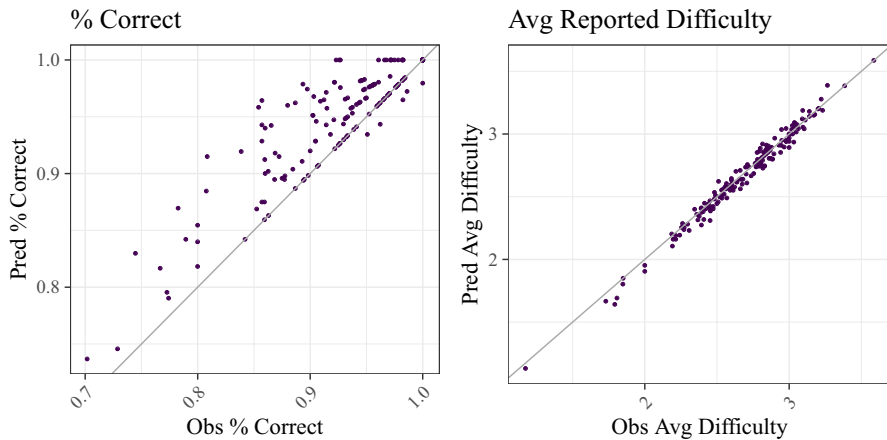 % Correct
Pred % Correct
1.0
0.9
0.8
0.7
0.8
0.9
1.0
Obs % Correct
Avg Reported Difficulty
Pred Avg Difficulty
3
2
2
3
Obs Avg Difficulty